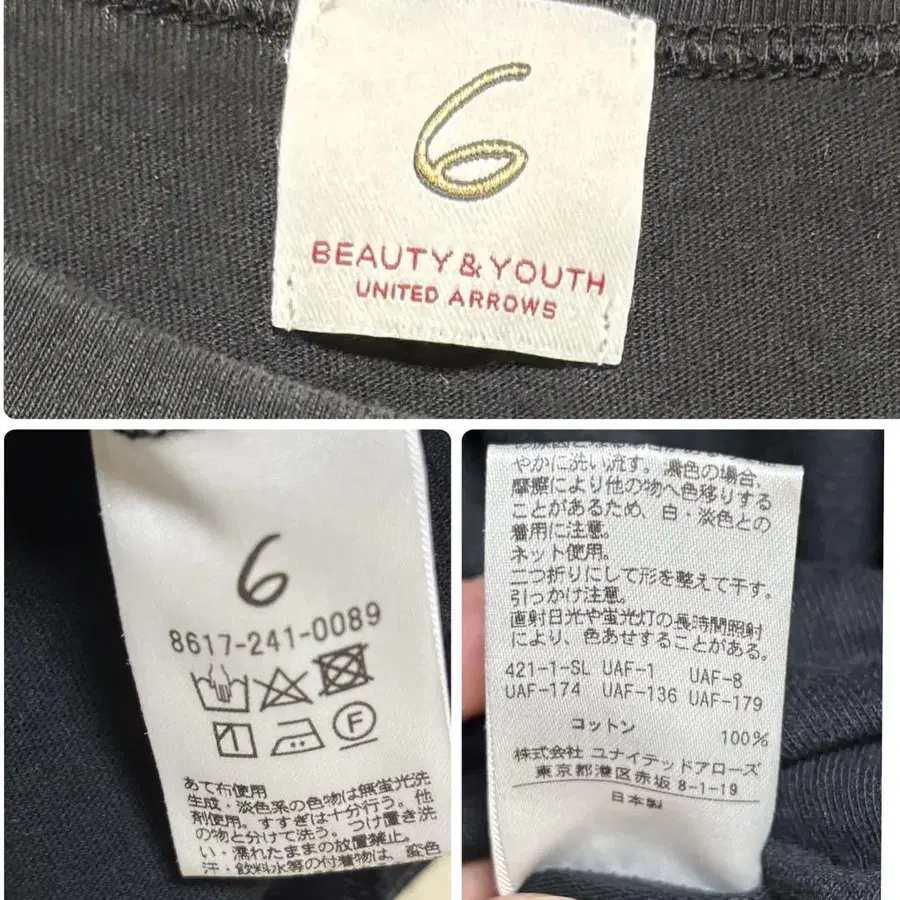 6
BEAUTY & YOUTH
UNITED ARROWS
6
8617-241-0089
F
あて布使用
生成・淡色系の色物は無蛍光洗
剤使用。すすぎは十分行う。他
の物と分けて洗う。つけ置き洗
い・濡れたままの放置禁止。
汗・飲料水等の付着物は、変色
やかに洗い流す。濃色の場合、
摩擦により他の物へ色移りする
ことがあるため、白・淡色との
着用に注意。
ネット使用。
二つ折りにして形を整えて干す。
引っかけ注意。
直射日光や蛍光灯の長時間照射
により、色あせすることがある。
421-1-SL UAF-1 UAF-8
UAF-174 UAF-136 UAF-179
コットン 100%
株式会社 ユナイテッドアローズ
東京都港区赤坂 8-1-19
日本製